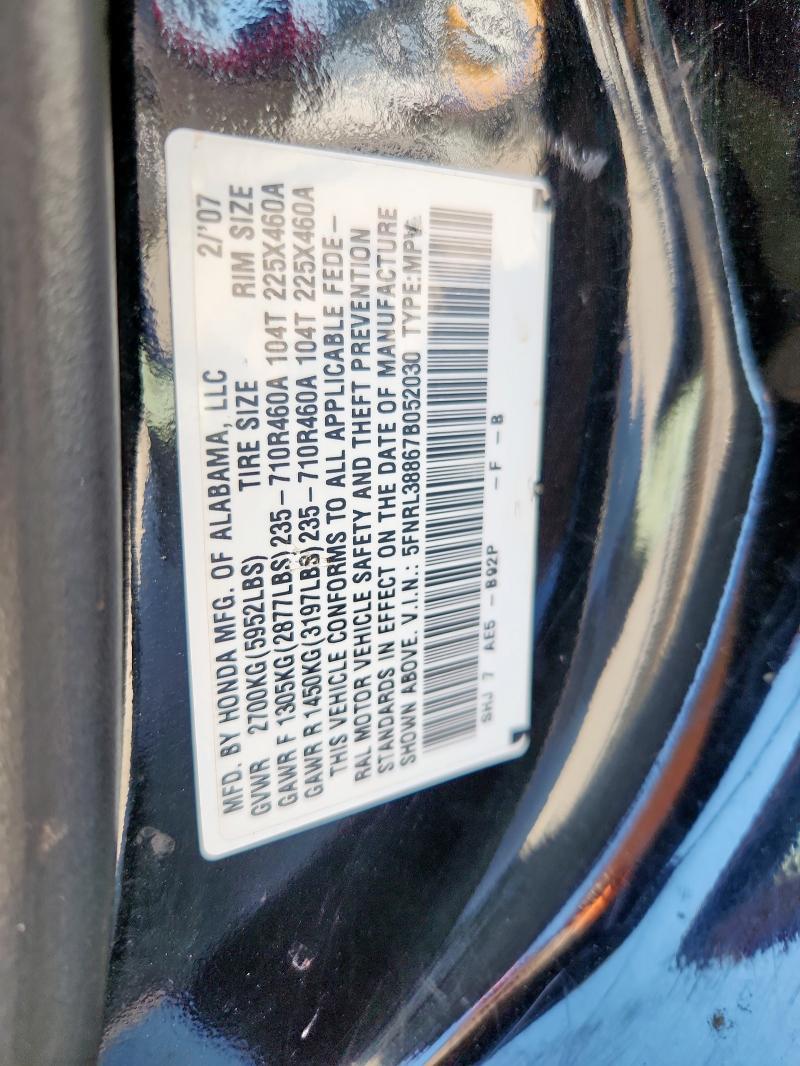 MFD. BY HONDA MFG. OF ALABAMA, LLC 2/'07
GVWR 2700KG(5952LBS) TIRE SIZE RIM SIZE
GAWR F 1305KG(2877LBS)235-710R460A 104T 225X460A
GAWR R 1450KG(3197LBS)235-710R460A 104T 225X460A
THIS VEHICLE CONFORMS TO ALL APPLICABLE FEDE-
RAL MOTOR VEHICLE SAFETY AND THEFT PREVENTION
STANDARDS IN EFFECT ON THE DATE OF MANUFACTURE
SHOWN ABOVE. V.I.N.: 5FNRL38867B052030 TYPE:MPV
SHJ 7 AE5 - B92P - F - B